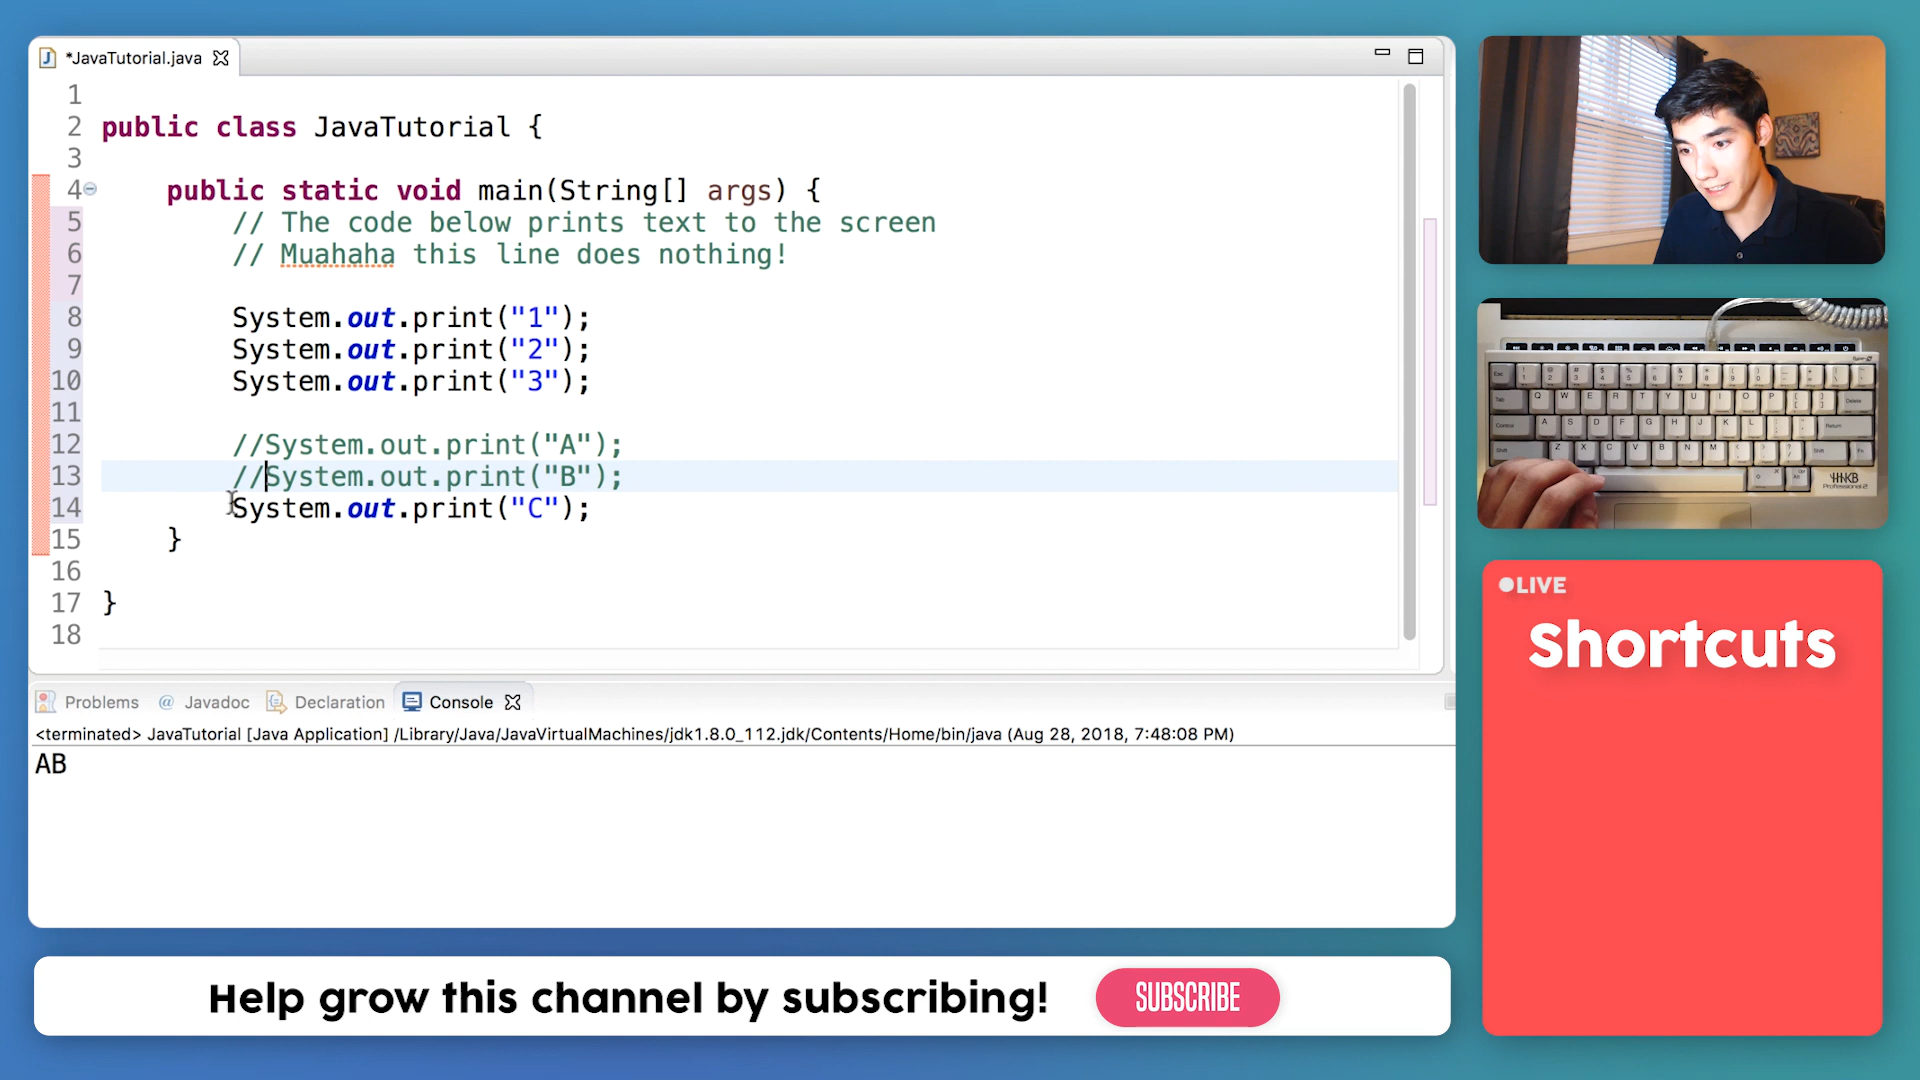 *JavaTutorial.java
1
2 public class JavaTutorial {
3
4 public static void main(String[] args) {
5 // The code below prints text to the screen
6 // Muahaha this line does nothing!
7
8 System.out.print("1");
9 System.out.print("2");
10 System.out.print("3");
11
12 //System.out.print("A");
13 //System.out.print("B");
14 System.out.print("C");
15 }
16
17 }
18
Problems @ Javadoc Declaration Console
<terminated> JavaTutorial [Java Application] /Library/Java/JavaVirtualMachines/jdk1.8.0_112.jdk/Contents/Home/bin/java (Aug 28, 2018, 7:48:08 PM)
AB
Help grow this channel by subscribing!
SUBSCRIBE
LIVE
Shortcuts
HHKB
Professional2